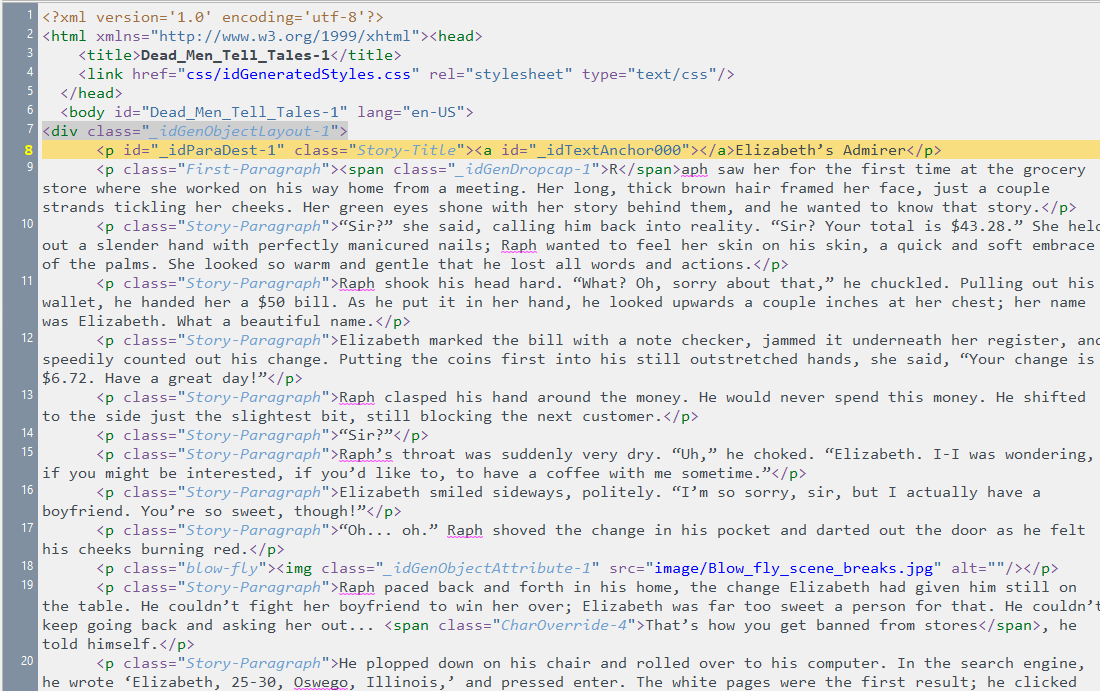 1 <?xml version='1.0' encoding='utf-8'?>
2 <html xmlns="http://www.w3.org/1999/xhtml"><head>
3 <title>Dead_Men_Tell_Tales-1</title>
4 <link href="css/idGeneratedStyles.css" rel="stylesheet" type="text/css"/>
5 </head>
6 <body id="Dead_Men_Tell_Tales-1" lang="en-US">
7 <div class="_idGenObjectLayout-1">
8 <p id="_idParaDest-1" class="Story-Title"><a id="_idTextAnchor000"></a>Elizabeth’s Admirer</p>
9 <p class="First-Paragraph"><span class="_idGenDropcap-1">R</span>aph saw her for the first time at the grocery
store where she worked on his way home from a meeting. Her long, thick brown hair framed her face, just a couple
strands tickling her cheeks. Her green eyes shone with her story behind them, and he wanted to know that story.</p>
10 <p class="Story-Paragraph">“Sir?” she said, calling him back into reality. “Sir? Your total is $43.28.” She held
out a slender hand with perfectly manicured nails; Raph wanted to feel her skin on his skin, a quick and soft embrace
of the palms. She looked so warm and gentle that he lost all words and actions.</p>
11 <p class="Story-Paragraph">Raph shook his head hard. “What? Oh, sorry about that,” he chuckled. Pulling out his
wallet, he handed her a $50 bill. As he put it in her hand, he looked upwards a couple inches at her chest; her name
was Elizabeth. What a beautiful name.</p>
12 <p class="Story-Paragraph">Elizabeth marked the bill with a note checker, jammed it underneath her register, and
speedily counted out his change. Putting the coins first into his still outstretched hands, she said, “Your change is
$6.72. Have a great day!”</p>
13 <p class="Story-Paragraph">Raph clasped his hand around the money. He would never spend this money. He shifted
to the side just the slightest bit, still blocking the next customer.</p>
14 <p class="Story-Paragraph">“Sir?”</p>
15 <p class="Story-Paragraph">Raph’s throat was suddenly very dry. “Uh,” he choked. “Elizabeth. I-I was wondering,
if you might be interested, if you’d like to, to have a coffee with me sometime.”</p>
16 <p class="Story-Paragraph">Elizabeth smiled sideways, politely. “I’m so sorry, sir, but I actually have a
boyfriend. You’re so sweet, though!”</p>
17 <p class="Story-Paragraph">“Oh... oh.” Raph shoved the change in his pocket and darted out the door as he felt
his cheeks burning red.</p>
18 <p class="blow-fly"><img class="_idGenObjectAttribute-1" src="image/Blow_fly_scene_breaks.jpg" alt=""/></p>
19 <p class="Story-Paragraph">Raph paced back and forth in his home, the change Elizabeth had given him still on
the table. He couldn’t fight her boyfriend to win her over; Elizabeth was far too sweet a person for that. He couldn’t
keep going back and asking her out... <span class="CharOverride-4">That’s how you get banned from stores</span>, he
told himself.</p>
20 <p class="Story-Paragraph">He plopped down on his chair and rolled over to his computer. In the search engine,
he wrote ‘Elizabeth, 25-30, Oswego, Illinois,’ and pressed enter. The white pages were the first result; he clicked